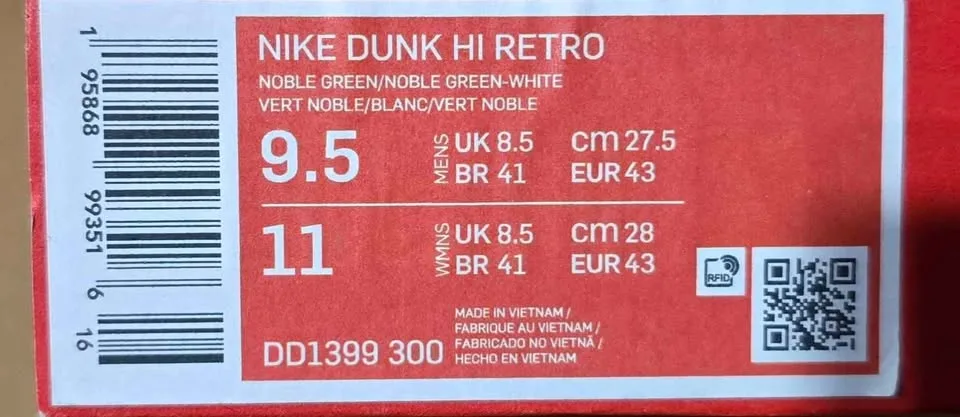 NIKE DUNK HI RETRO
NOBLE GREEN/NOBLE GREEN-WHITE
VERT NOBLE/BLANC/VERT NOBLE
9.5 MENS UK 8.5 cm 27.5
BR 41 EUR 43
11 WMNS UK 8.5 cm 28
BR 41 EUR 43
RFID
MADE IN VIETNAM /
FABRIQUE AU VIETNAM /
FABRICADO NO VIETNÃ /
HECHO EN VIETNAM
DD1399 300
1 95868 99351 6 16